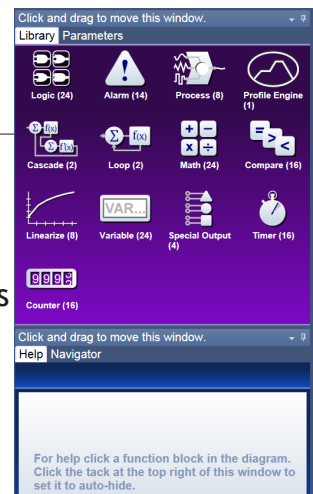 Click and drag to move this window.
Library Parameters
Logic (24) Alarm (14) Process (8) Profile Engine
(1)
Σ f(x)
Σ f(x) Σ f(x) = > <
Cascade (2) Loop (2) Math (24) Compare (16)
VAR...
Linearize (8) Variable (24) Special Output Timer (16)
(4)
9999
S
Counter (16)
Click and drag to move this window.
Help Navigator
For help click a function block in the diagram.
Click the tack at the top right of this window to
set it to auto-hide.